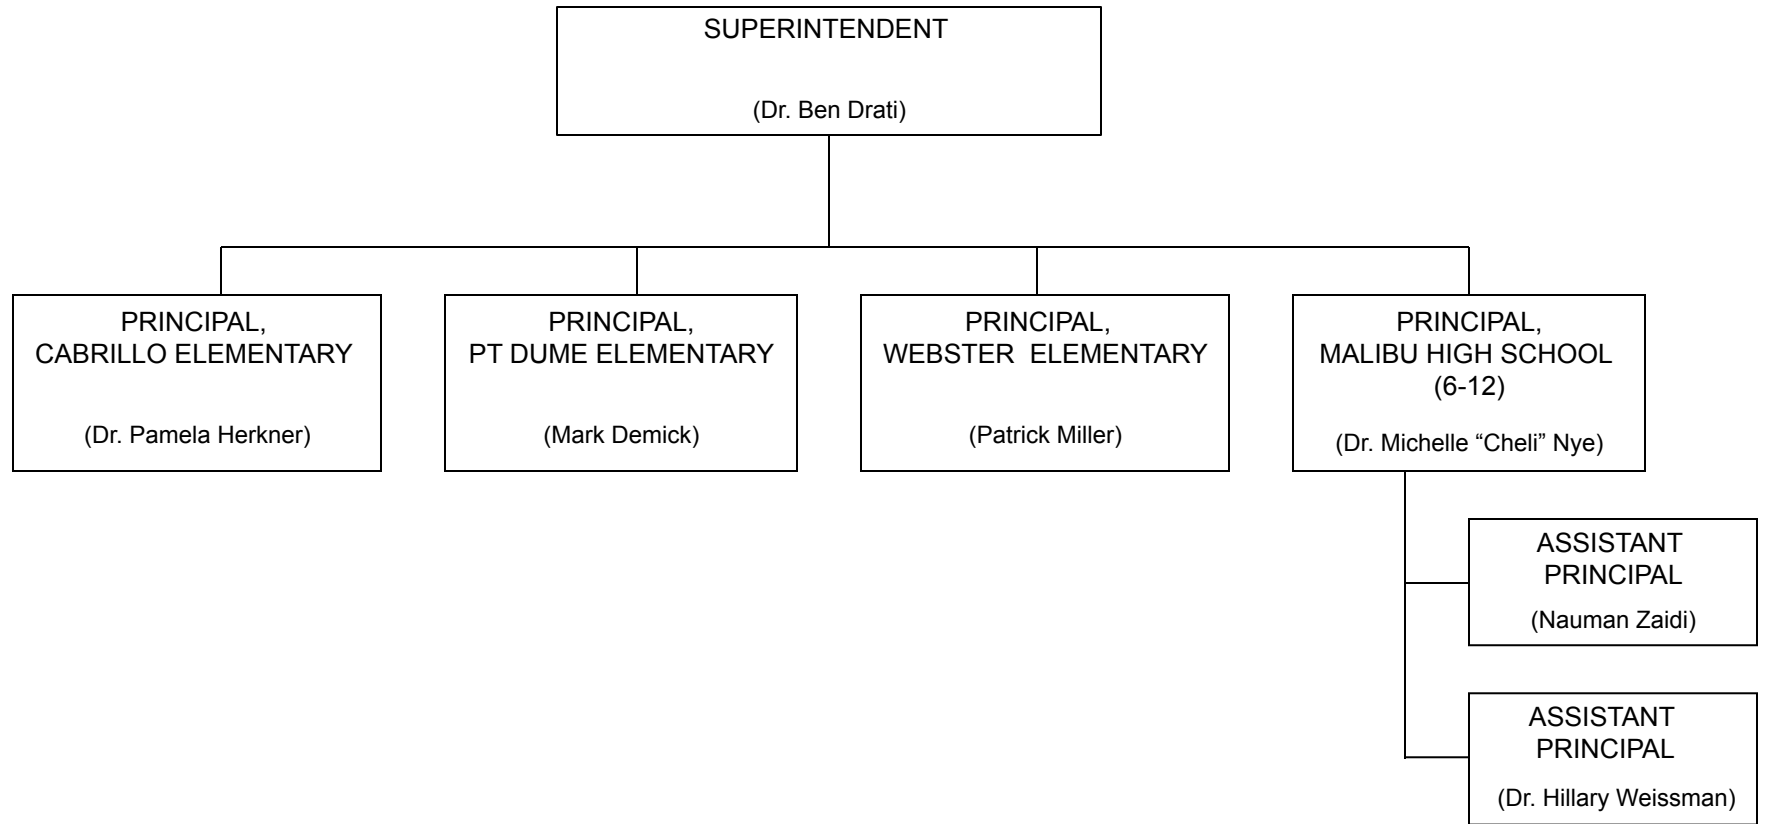 SUPERINTENDENT
(Dr. Ben Drati)
PRINCIPAL,
CABRILLO ELEMENTARY
(Dr. Pamela Herkner)
PRINCIPAL,
PT DUME ELEMENTARY
(Mark Demick)
PRINCIPAL,
WEBSTER  ELEMENTARY
(Patrick Miller)
PRINCIPAL,
MALIBU HIGH SCHOOL
(6-12)
(Dr. Michelle “Cheli” Nye)
ASSISTANT
PRINCIPAL
(Nauman Zaidi)
ASSISTANT
PRINCIPAL
(Dr. Hillary Weissman)